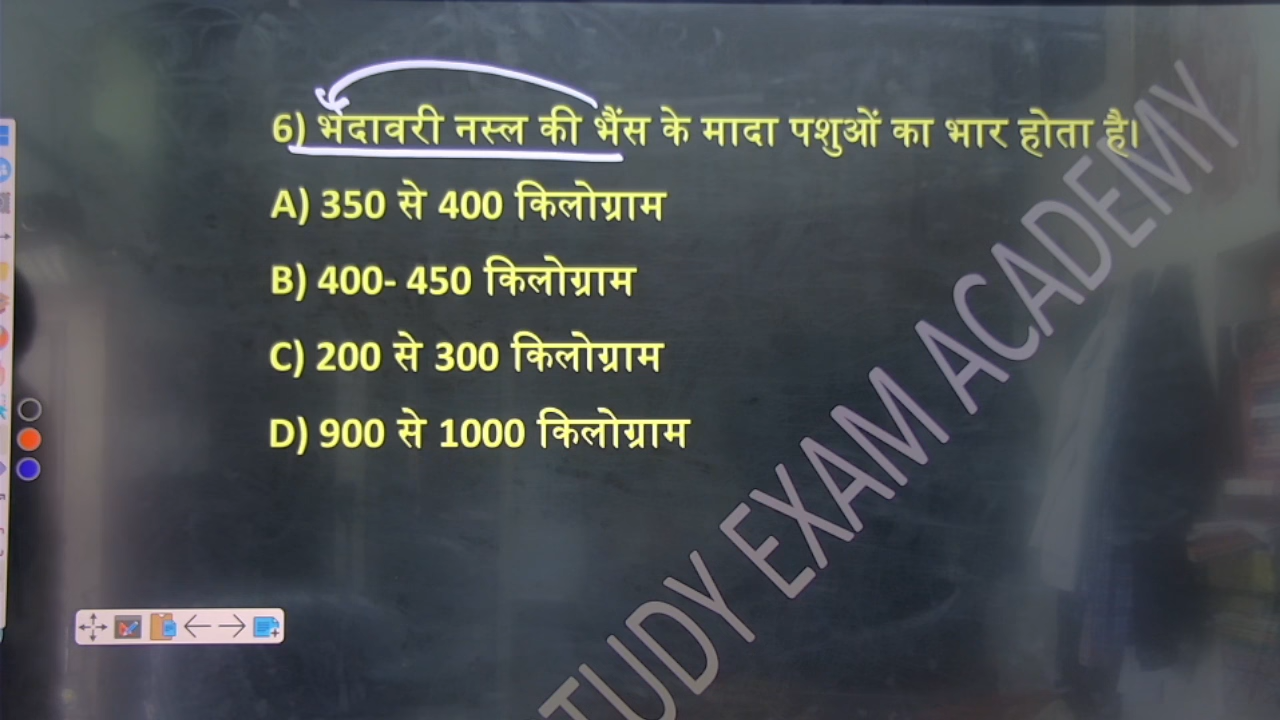 6) भदावरी नस्ल की भैंस के मादा पशुओं का भार होता है।
A) 350 से 400 किलोग्राम
B) 400- 450 किलोग्राम
C) 200 से 300 किलोग्राम
D) 900 से 1000 किलोग्राम
TUDY EXAM ACADEMY